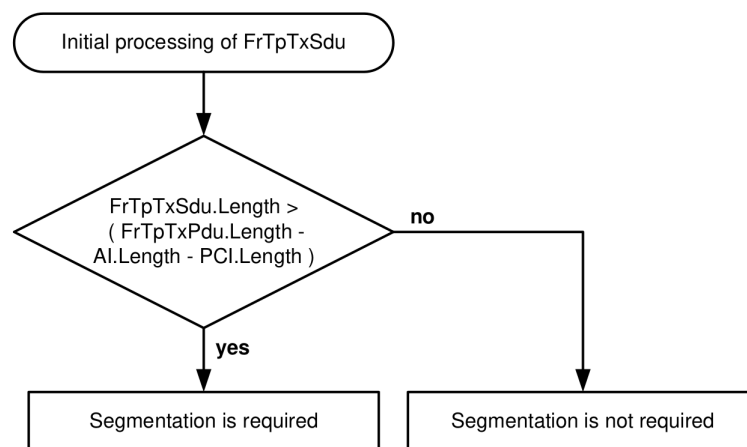 Initial processing of FrTpTxSdu
FrTpTxSdu.Length >
( FrTpTxPdu.Length -
AI.Length - PCI.Length )
no
yes
Segmentation is required
Segmentation is not required